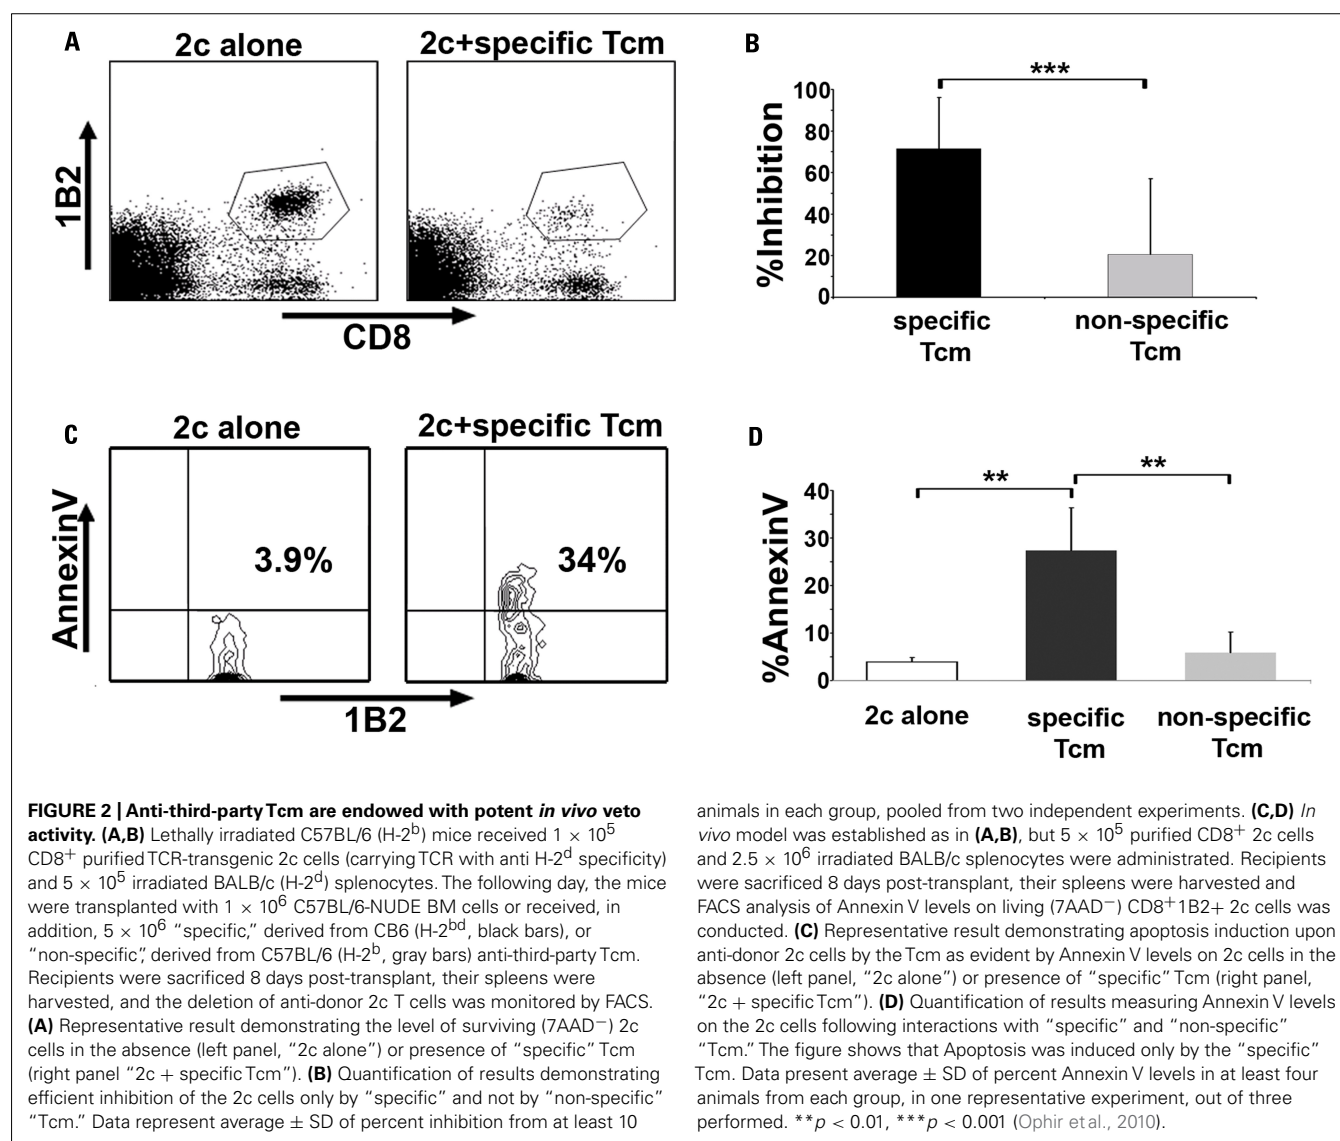 A
2c alone
2c+specific Tcm
1B2
CD8
B
***
%Inhibition
100
80
60
40
20
0
specific
Tcm
non-specific
Tcm
C
2c alone
2c+specific Tcm
AnnexinV
3.9%
34%
1B2
D
**
**
%AnnexinV
40
30
20
10
0
2c alone
specific
Tcm
non-specific
Tcm
FIGURE 2 | Anti-third-party Tcm are endowed with potent in vivo veto
activity. (A,B) Lethally irradiated C57BL/6 (H-2ᵇ) mice received 1 × 10⁵
CD8⁺ purified TCR-transgenic 2c cells (carrying TCR with anti H-2ᵈ specificity)
and 5 × 10⁵ irradiated BALB/c (H-2ᵈ) splenocytes. The following day, the mice
were transplanted with 1 × 10⁶ C57BL/6-NUDE BM cells or received, in
addition, 5 × 10⁶ “specific,” derived from CB6 (H-2ᵇᵈ, black bars), or
“non-specific”, derived from C57BL/6 (H-2ᵇ, gray bars) anti-third-party Tcm.
Recipients were sacrificed 8 days post-transplant, their spleens were
harvested, and the deletion of anti-donor 2c T cells was monitored by FACS.
(A) Representative result demonstrating the level of surviving (7AAD⁻) 2c
cells in the absence (left panel, “2c alone”) or presence of “specific” Tcm
(right panel “2c + specific Tcm”). (B) Quantification of results demonstrating
efficient inhibition of the 2c cells only by “specific” and not by “non-specific”
“Tcm.” Data represent average ± SD of percent inhibition from at least 10
animals in each group, pooled from two independent experiments. (C,D) In
vivo model was established as in (A,B), but 5 × 10⁵ purified CD8⁺ 2c cells
and 2.5 × 10⁶ irradiated BALB/c splenocytes were administrated. Recipients
were sacrificed 8 days post-transplant, their spleens were harvested and
FACS analysis of Annexin V levels on living (7AAD⁻) CD8⁺1B2+ 2c cells was
conducted. (C) Representative result demonstrating apoptosis induction upon
anti-donor 2c cells by the Tcm as evident by Annexin V levels on 2c cells in the
absence (left panel, “2c alone”) or presence of “specific” Tcm (right panel,
“2c + specific Tcm”). (D) Quantification of results measuring Annexin V levels
on the 2c cells following interactions with “specific” and “non-specific”
“Tcm.” The figure shows that Apoptosis was induced only by the “specific”
Tcm. Data present average ± SD of percent Annexin V levels in at least four
animals from each group, in one representative experiment, out of three
performed. **p < 0.01, ***p < 0.001 (Ophir et al., 2010).